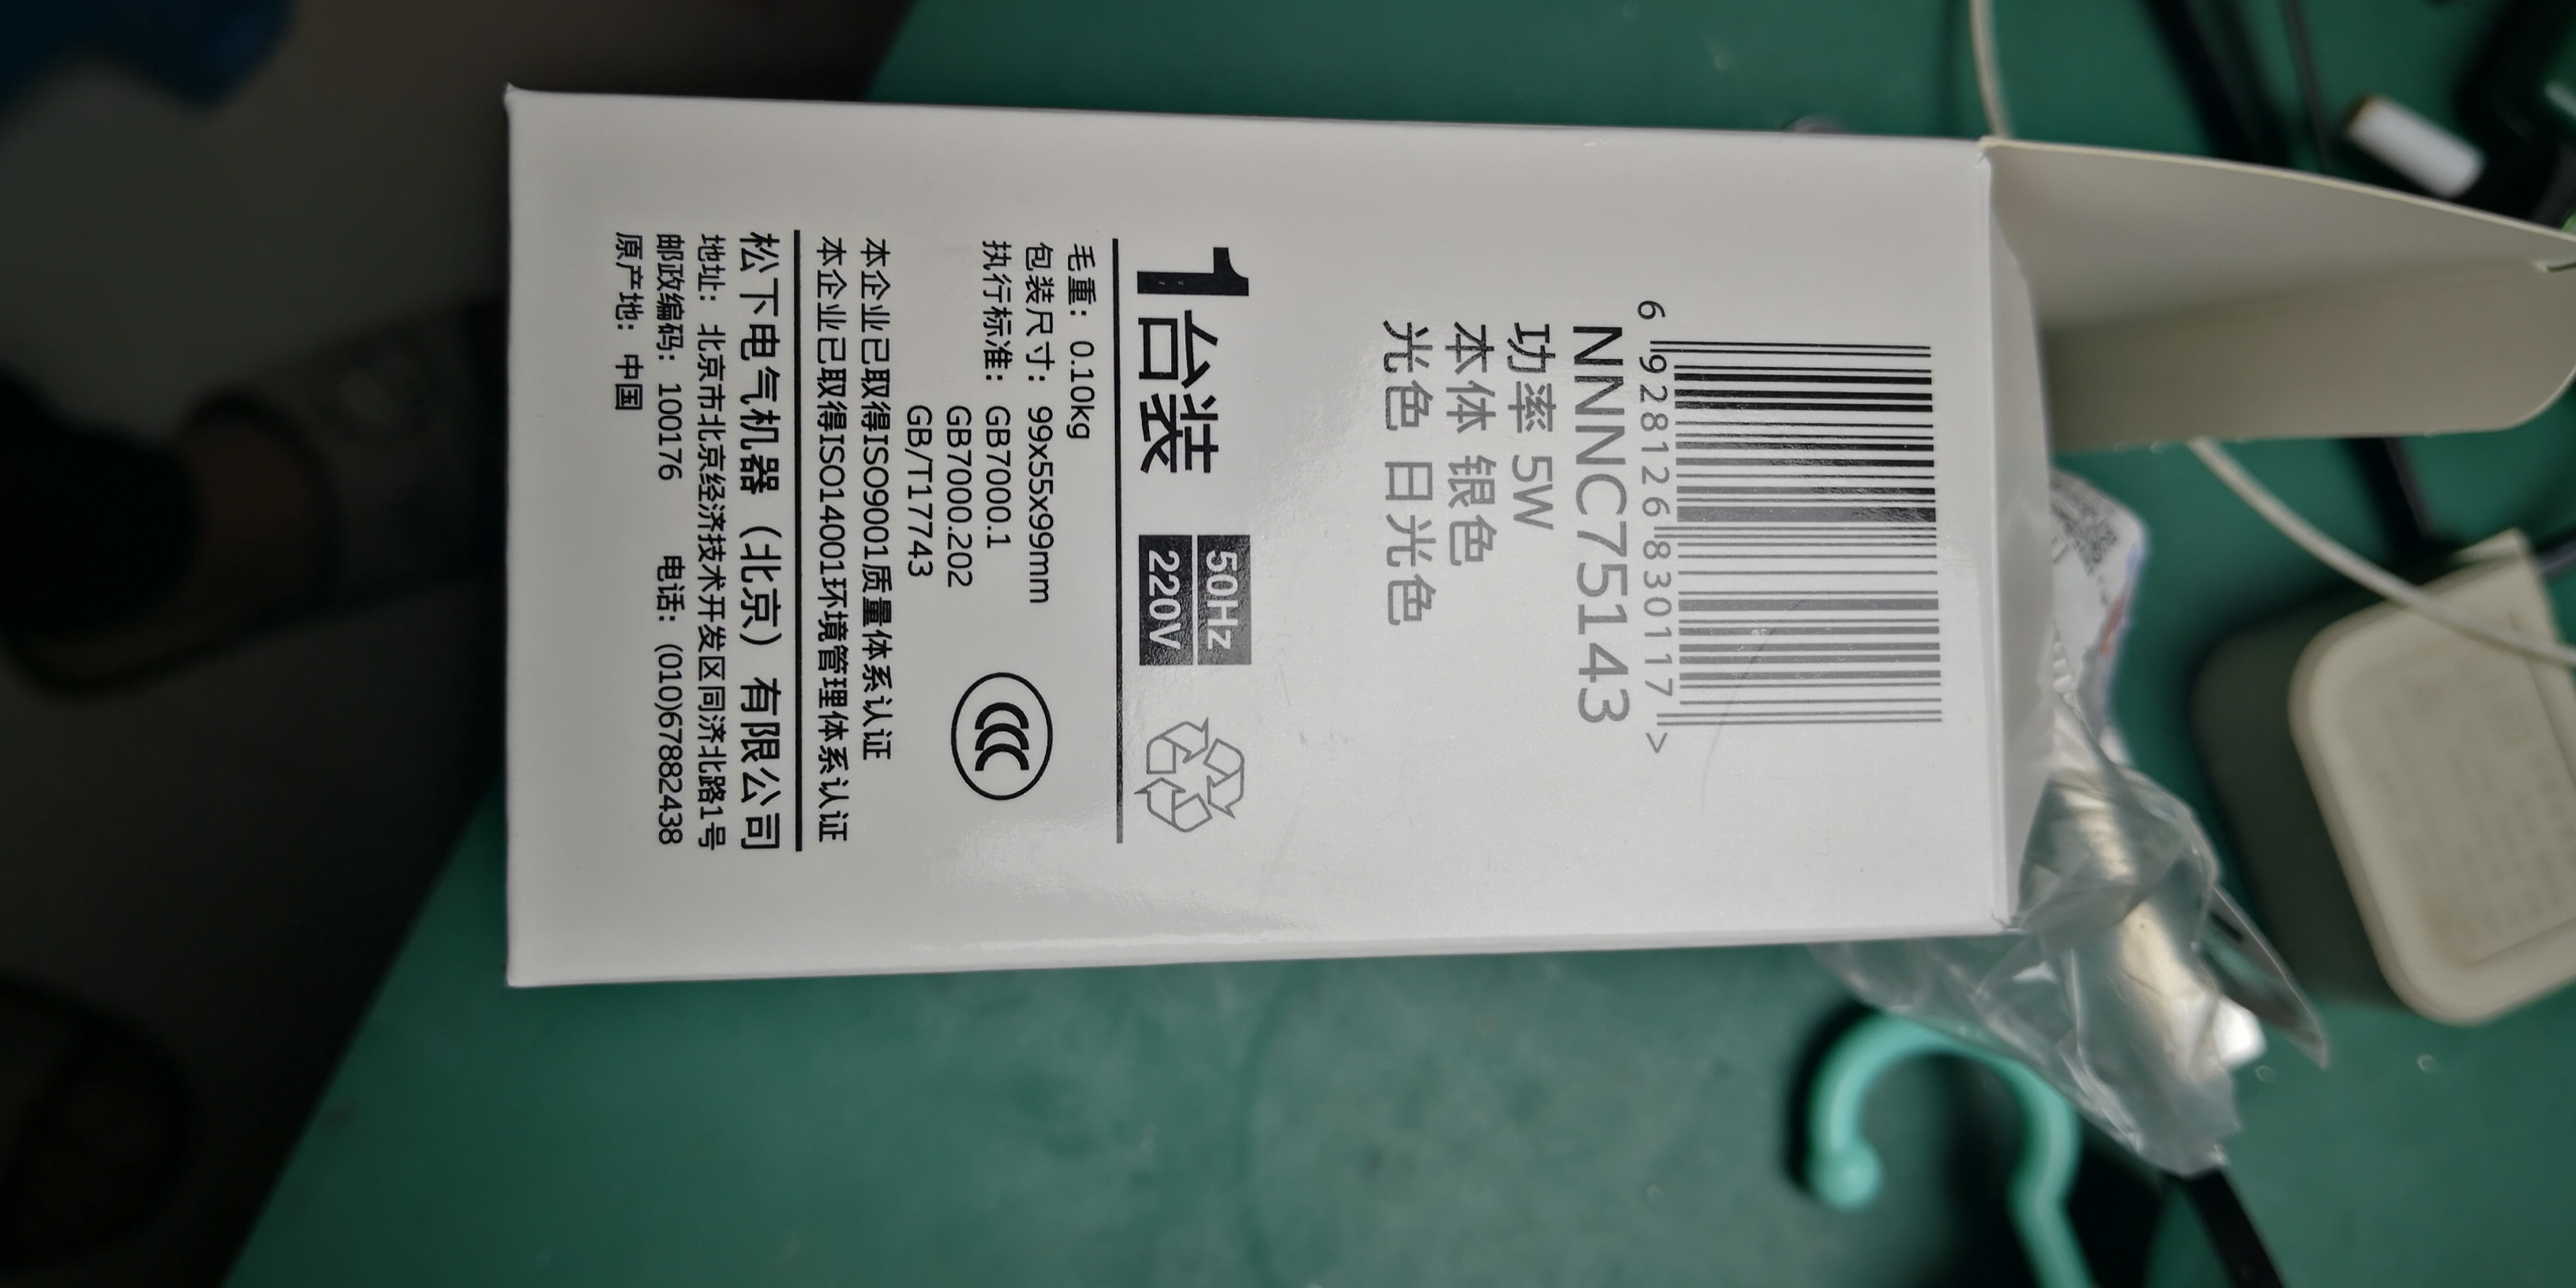 6 928126 830117 >
NNNC75143
功率 5W
本体 银色
光色 日光色
1台装 50Hz 220V
毛重：0.10kg
包装尺寸：99x55x99mm
执行标准：GB7000.1
GB7000.202
GB/T17743
本企业已取得ISO9001质量体系认证
本企业已取得ISO14001环境管理体系认证
松下电气机器（北京）有限公司
地址：北京市北京经济技术开发区同济北路1号
邮政编码：100176 电话：(010)67882438
原产地：中国